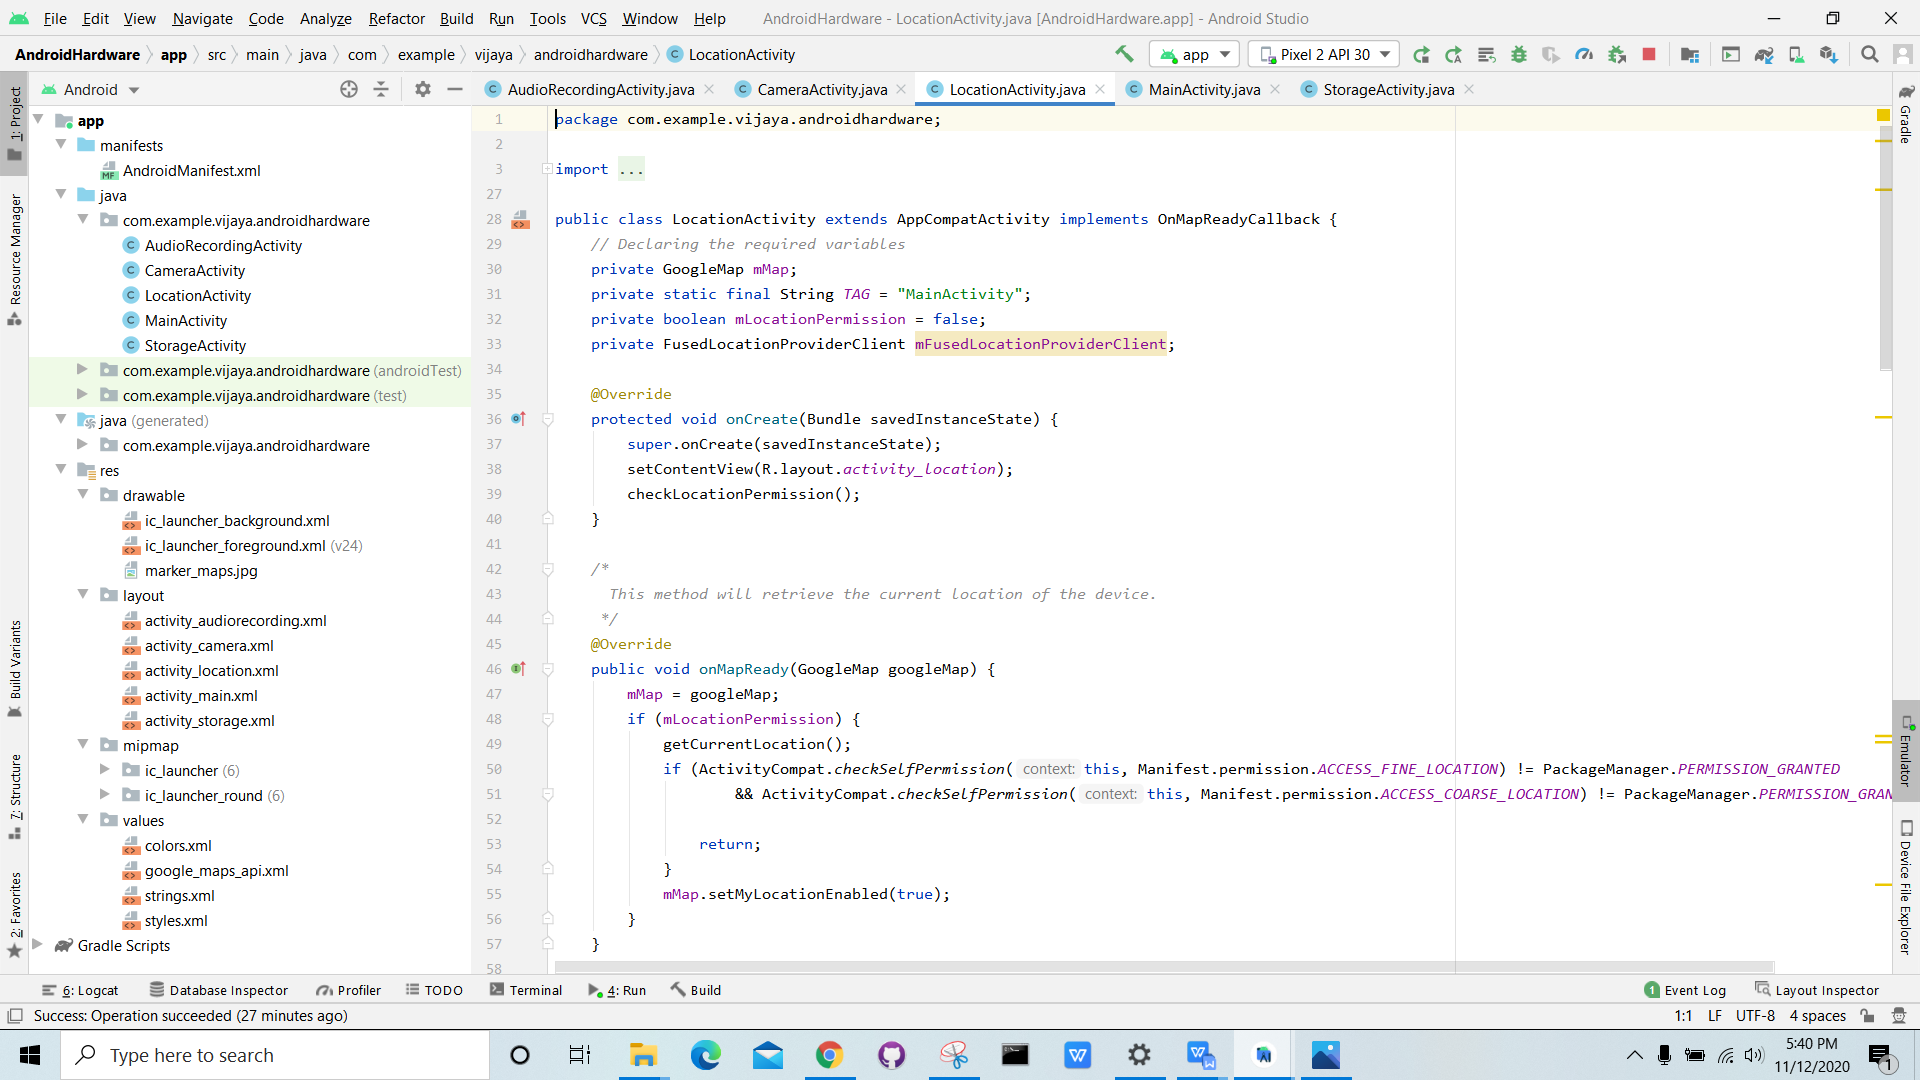 File Edit View Navigate Code Analyze Refactor Build Run Tools VCS Window Help AndroidHardware - LocationActivity.java [AndroidHardware.app] - Android Studio
AndroidHardware app src main java com example vijaya androidhardware LocationActivity app Pixel 2 API 30
Android
AudioRecordingActivity.java CameraActivity.java LocationActivity.java MainActivity.java StorageActivity.java
1: Project
Resource Manager
Build Variants
7: Structure
2: Favorites
app
manifests
AndroidManifest.xml
java
com.example.vijaya.androidhardware
AudioRecordingActivity
CameraActivity
LocationActivity
MainActivity
StorageActivity
com.example.vijaya.androidhardware (androidTest)
com.example.vijaya.androidhardware (test)
java (generated)
com.example.vijaya.androidhardware
res
drawable
ic_launcher_background.xml
ic_launcher_foreground.xml (v24)
marker_maps.jpg
layout
activity_audiorecording.xml
activity_camera.xml
activity_location.xml
activity_main.xml
activity_storage.xml
mipmap
ic_launcher (6)
ic_launcher_round (6)
values
colors.xml
google_maps_api.xml
strings.xml
styles.xml
Gradle Scripts
1 package com.example.vijaya.androidhardware;
2
3 import ...
27
28 public class LocationActivity extends AppCompatActivity implements OnMapReadyCallback {
29 // Declaring the required variables
30 private GoogleMap mMap;
31 private static final String TAG = "MainActivity";
32 private boolean mLocationPermission = false;
33 private FusedLocationProviderClient mFusedLocationProviderClient;
34
35 @Override
36 protected void onCreate(Bundle savedInstanceState) {
37 super.onCreate(savedInstanceState);
38 setContentView(R.layout.activity_location);
39 checkLocationPermission();
40 }
41
42 /*
43 This method will retrieve the current location of the device.
44 */
45 @Override
46 public void onMapReady(GoogleMap googleMap) {
47 mMap = googleMap;
48 if (mLocationPermission) {
49 getCurrentLocation();
50 if (ActivityCompat.checkSelfPermission( context: this, Manifest.permission.ACCESS_FINE_LOCATION) != PackageManager.PERMISSION_GRANTED
51 && ActivityCompat.checkSelfPermission( context: this, Manifest.permission.ACCESS_COARSE_LOCATION) != PackageManager.PERMISSION_GRAN
52
53 return;
54 }
55 mMap.setMyLocationEnabled(true);
56 }
57 }
58
Gradle
Emulator
Device File Explorer
6: Logcat Database Inspector Profiler TODO Terminal 4: Run Build 1 Event Log Layout Inspector
Success: Operation succeeded (27 minutes ago) 1:1 LF UTF-8 4 spaces
Type here to search
5:40 PM
11/12/2020
1